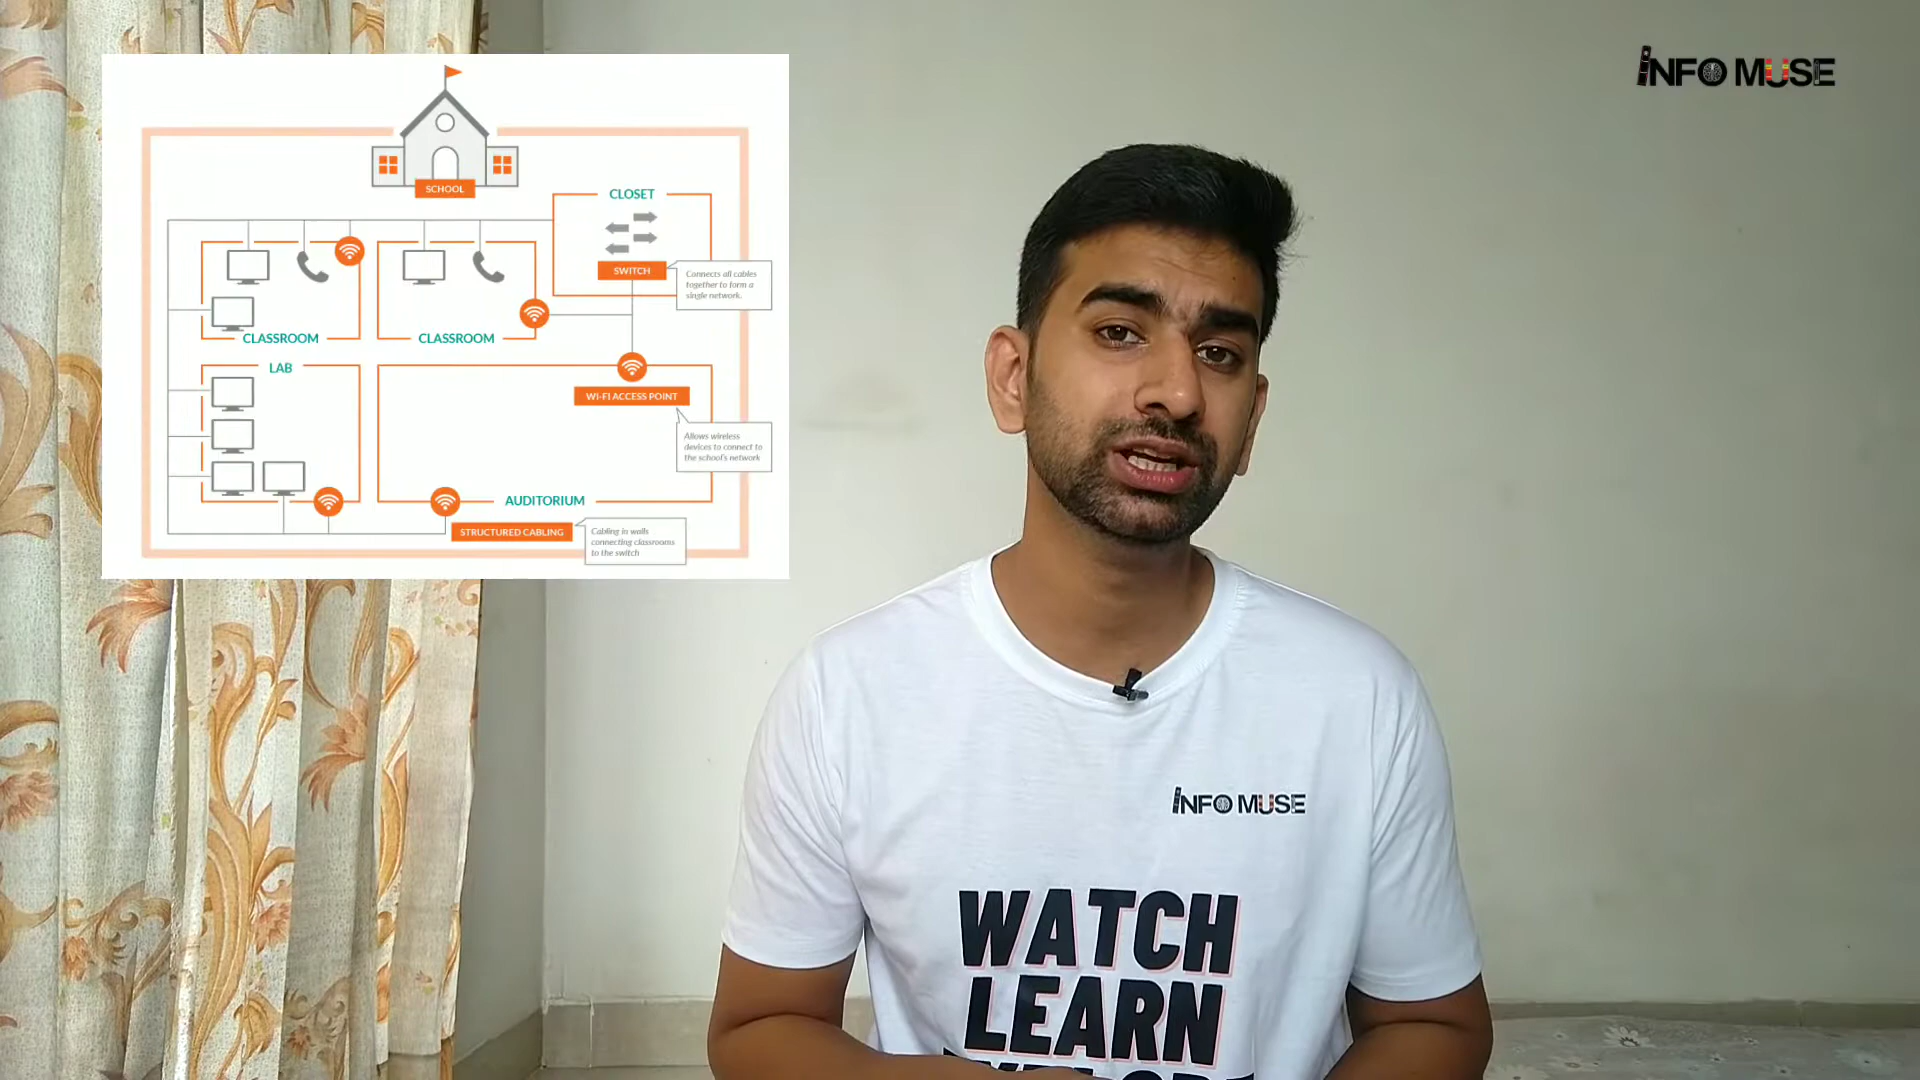 INFO MUSE
SCHOOL
CLOSET
SWITCH
Connects all cables
together to form a
single network.
CLASSROOM
CLASSROOM
LAB
WI-FI ACCESS POINT
Allows wireless
devices to connect to
the school's network
AUDITORIUM
STRUCTURED CABLING
Cabling in walls
connecting classrooms
to the switch
INFO MUSE
WATCH
LEARN